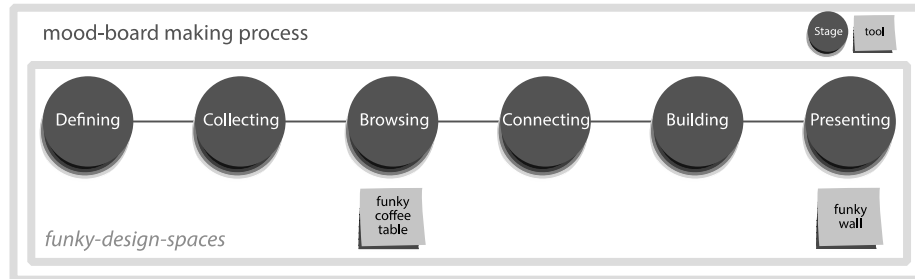 mood-board making process
Stage
tool
Defining
Collecting
Browsing
Connecting
Building
Presenting
funky
coffee
table
funky
wall
funky-design-spaces